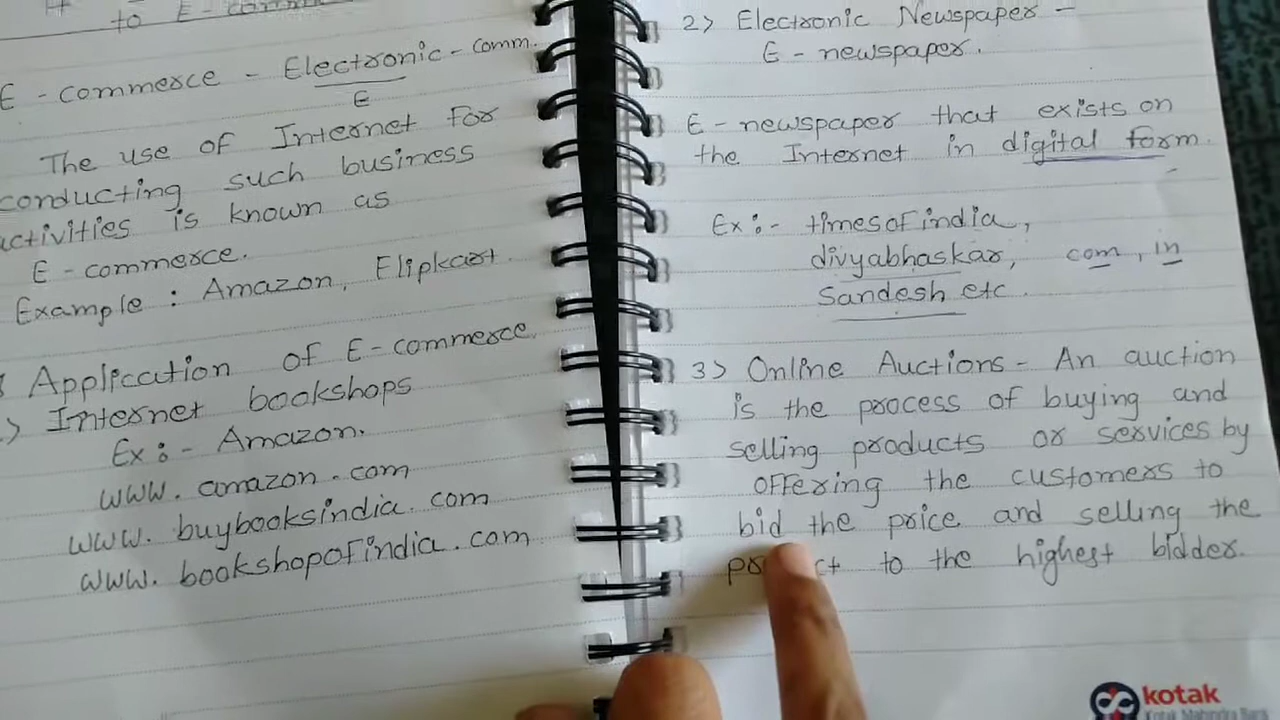 to E-comm
E-commerce - Electronic-comm.
E
The use of Internet for
conducting such business
activities is known as
E-commerce.
Example : Amazon, Flipkart.
Application of E-commerce
Internet bookshops
Ex:- Amazon.
www.amazon.com
www.buybooksindia.com
www.bookshopofindia.com
2> Electronic Newspaper -
E-newspaper.
E-newspaper that exists on
the Internet in digital form.
Ex:- timesofindia,
divyabhaskar, com, in
Sandesh etc.
3> Online Auctions - An auction
is the process of buying and
selling products or services by
offering the customers to
bid the price and selling the
to the highest bidder.
kotak
Kotak Mahindra Bank